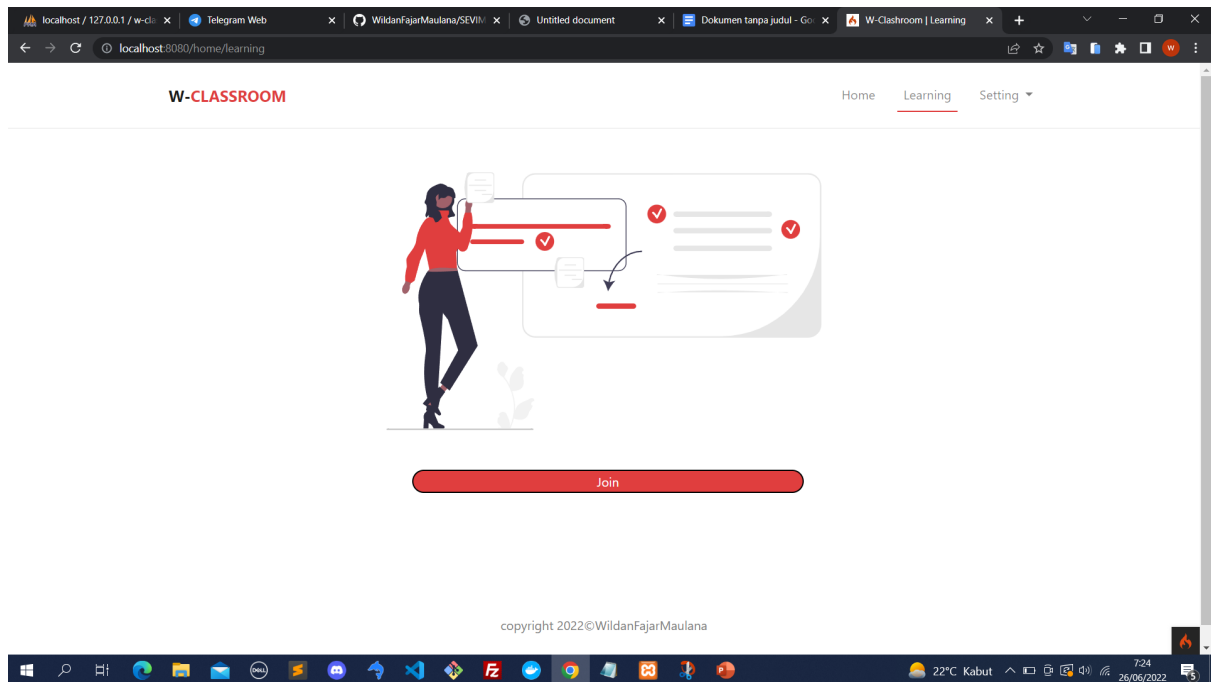 localhost / 127.0.0.1 / w-cla
Telegram Web
WildanFajarMaulana/SEVIM
Untitled document
Dokumen tanpa judul - Goo
W-Clashroom | Learning
localhost:8080/home/learning
W-CLASSROOM
Home
Learning
Setting
Join
copyright 2022©WildanFajarMaulana
22°C Kabut
7:24
26/06/2022